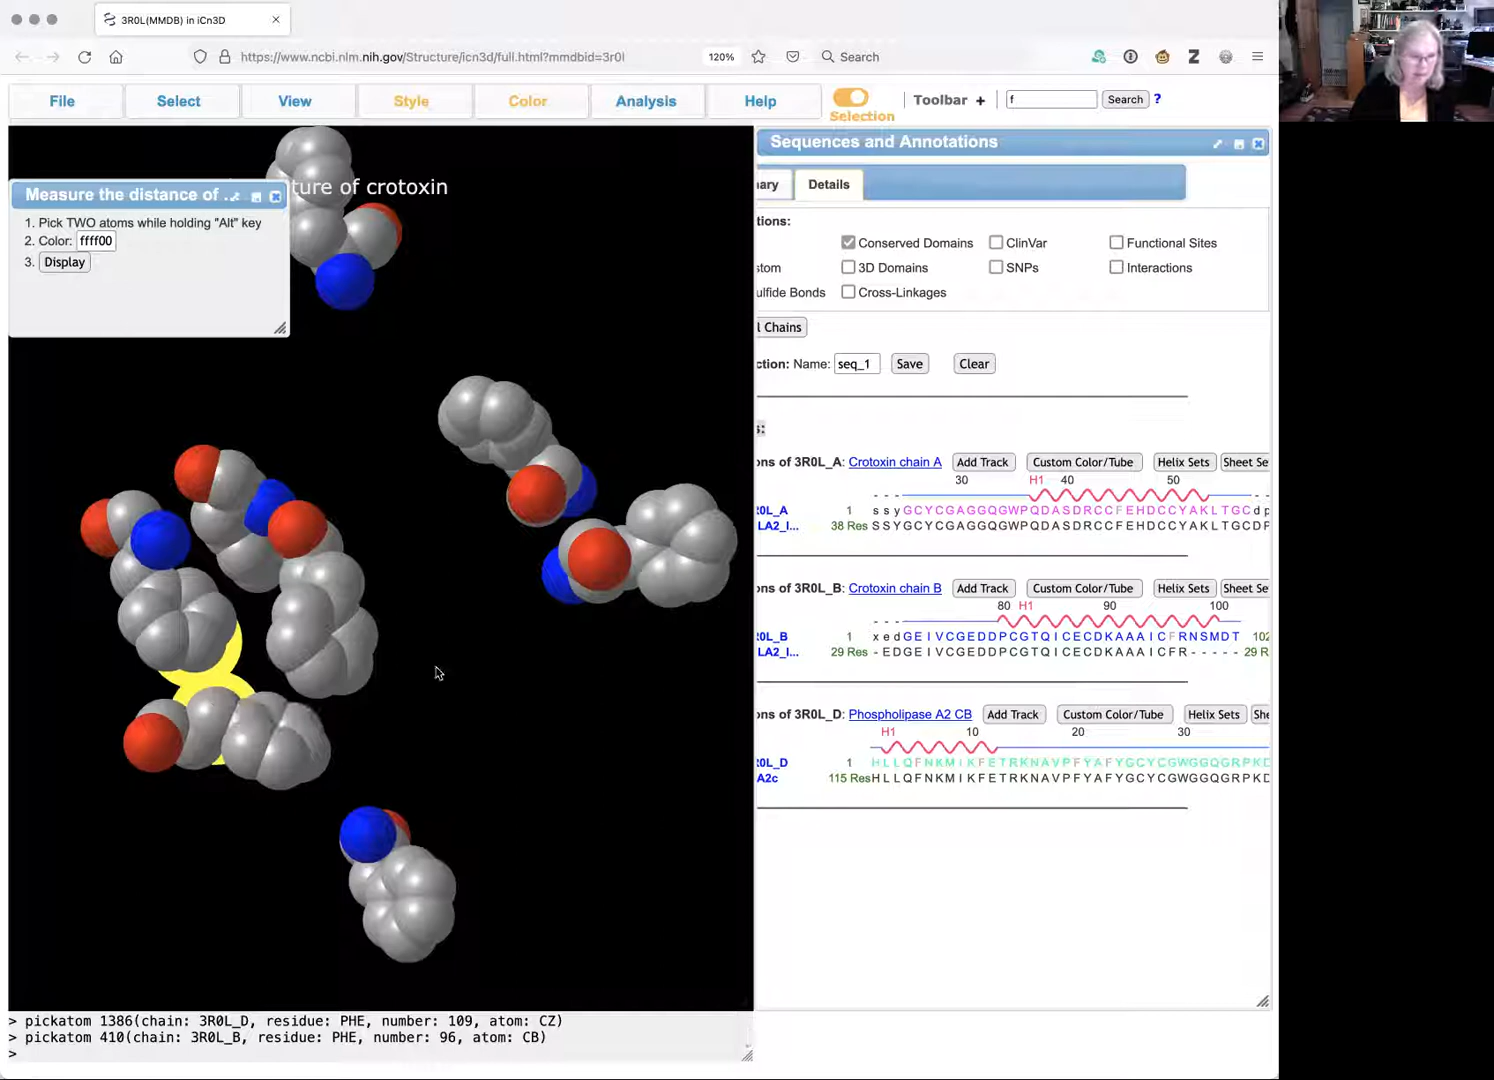 3R0L(MMDB) in iCn3D
https://www.ncbi.nlm.nih.gov/Structure/icn3d/full.html?mmdbid=3r0l
120%
Search
File
Select
View
Style
Color
Analysis
Help
Selection
Toolbar +
f
Search
?
ture of crotoxin
Measure the distance of ...
1. Pick TWO atoms while holding "Alt" key
2. Color: ffff00
3. Display
Sequences and Annotations
ary
Details
tions:
Conserved Domains
ClinVar
Functional Sites
stom
3D Domains
SNPs
Interactions
ulfide Bonds
Cross-Linkages
l Chains
ction: Name: seq_1 Save Clear
s:
ons of 3R0L_A: Crotoxin chain A Add Track Custom Color/Tube Helix Sets Sheet Se
30 H1 40 50
0L_A 1 - - - s s y G C Y C G A G G Q G W P Q D A S D R C C F E H D C C Y A K L T G C d p
LA2_I... 38 Res S S Y G C Y C G A G G Q G W P Q D A S D R C C F E H D C C Y A K L T G C D P
ons of 3R0L_B: Crotoxin chain B Add Track Custom Color/Tube Helix Sets Sheet Se
80 H1 90 100
0L_B 1 - - - x e d G E I V C G E D D P C G T Q I C E C D K A A A I C F R N S M D T 102
LA2_I... 29 Res - E D G E I V C G E D D P C G T Q I C E C D K A A A I C F R - - - - - 29 R
ons of 3R0L_D: Phospholipase A2 CB Add Track Custom Color/Tube Helix Sets She
H1 10 20 30
0L_D 1 H L L Q F N K M I K F E T R K N A V P F Y A F Y G C Y C G W G G Q G R P K D
A2c 115 Res H L L Q F N K M I K F E T R K N A V P F Y A F Y G C Y C G W G G Q G R P K D
> pickatom 1386(chain: 3R0L_D, residue: PHE, number: 109, atom: CZ)
> pickatom 410(chain: 3R0L_B, residue: PHE, number: 96, atom: CB)
>